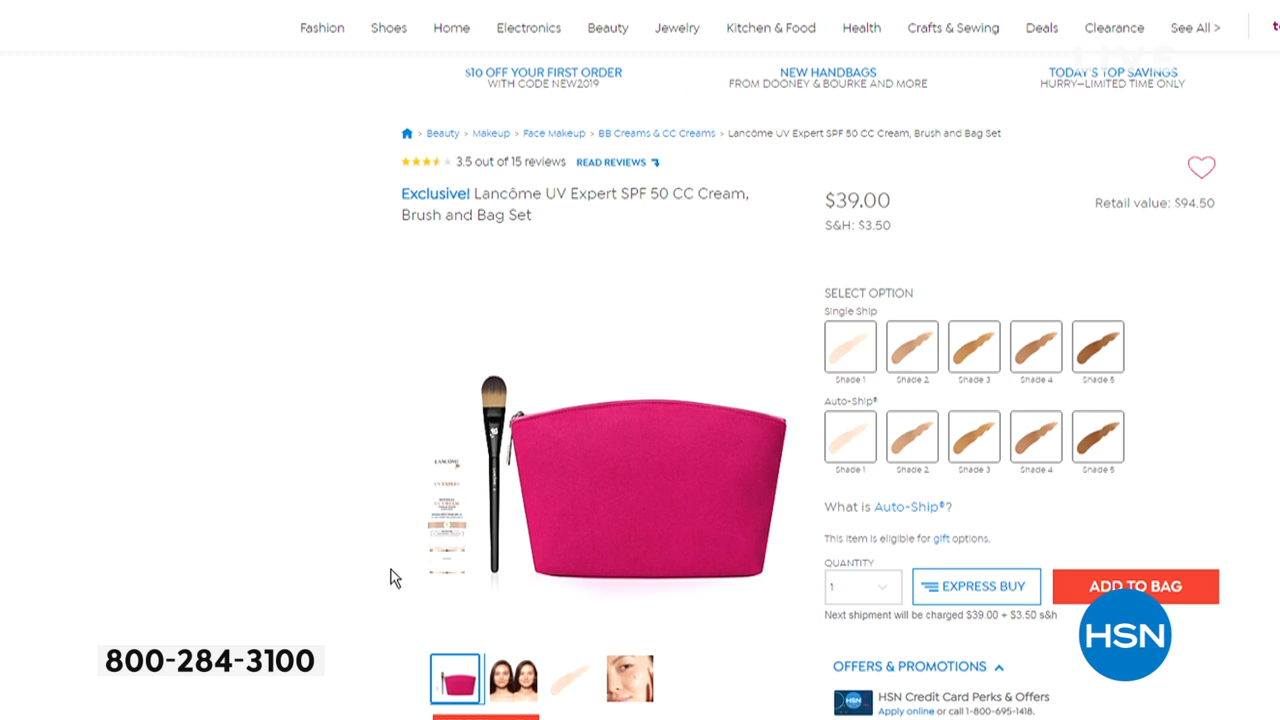 Fashion Shoes Home Electronics Beauty Jewelry Kitchen & Food Health Crafts & Sewing Deals Clearance See All >
LIVE
$10 OFF YOUR FIRST ORDER
WITH CODE NEW2019
NEW HANDBAGS
FROM DOONEY & BOURKE AND MORE
TODAY'S TOP SAVINGS
HURRY—LIMITED TIME ONLY
> Beauty > Makeup > Face Makeup > BB Creams & CC Creams > Lancôme UV Expert SPF 50 CC Cream, Brush and Bag Set
3.5 out of 15 reviews READ REVIEWS
Exclusive! Lancôme UV Expert SPF 50 CC Cream,
Brush and Bag Set
$39.00
Retail value: $94.50
S&H: $3.50
SELECT OPTION
Single Ship
Shade 1 Shade 2 Shade 3 Shade 4 Shade 5
Auto-Ship®
Shade 1 Shade 2 Shade 3 Shade 4 Shade 5
LANCÔME
UV EXPERT
CC CREAM
What is Auto-Ship®?
This item is eligible for gift options.
QUANTITY
1
EXPRESS BUY
ADD TO BAG
Next shipment will be charged $39.00 + $3.50 s&h
HSN
800-284-3100
OFFERS & PROMOTIONS
HSN
HSN Credit Card Perks & Offers
Apply online or call 1-800-695-1418.